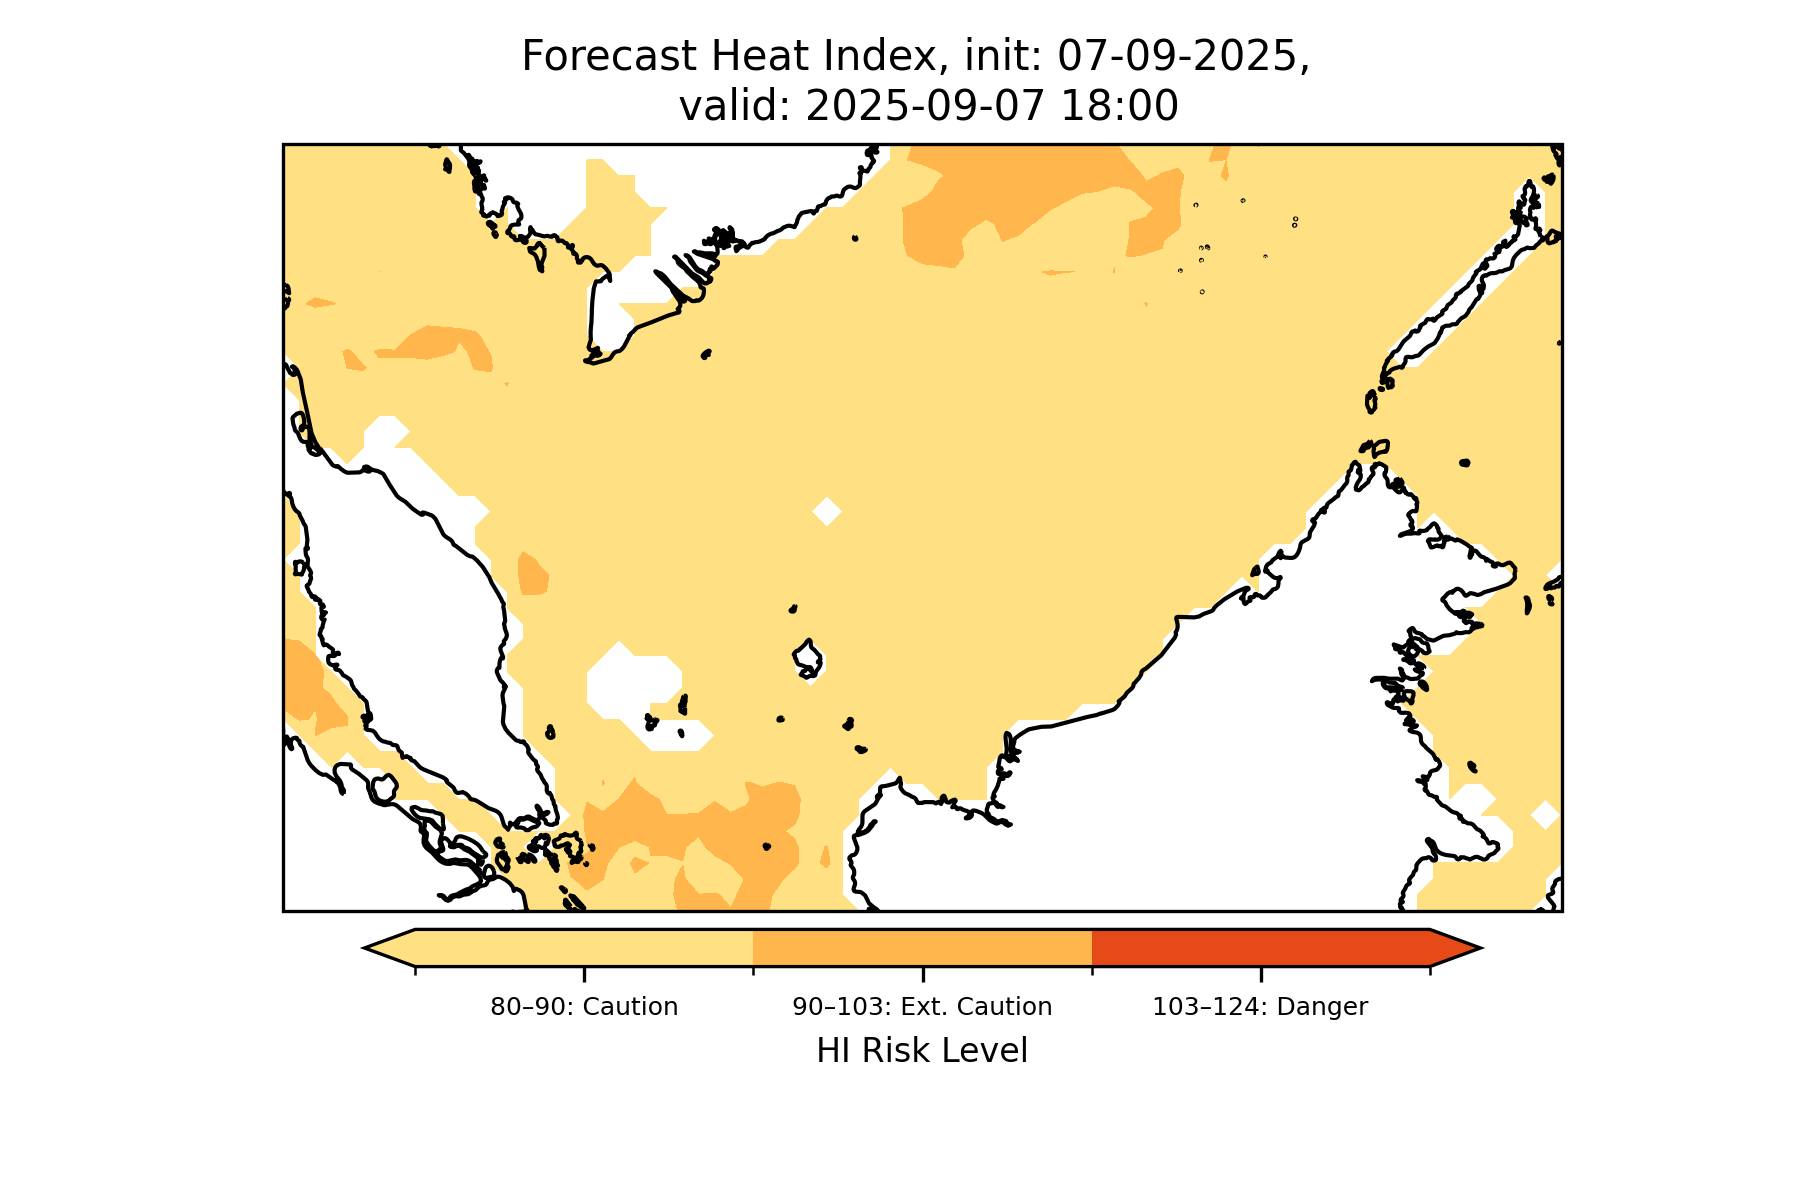 Forecast Heat Index, init: 07-09-2025,
valid: 2025-09-07 18:00
80–90: Caution
90–103: Ext. Caution
103–124: Danger
HI Risk Level